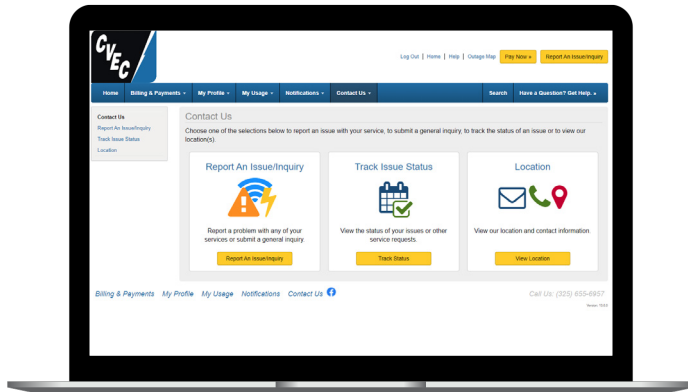 CVEC
Log Out | Home | Help | Outage Map Pay Now » Report An Issue/Inquiry
Home Billing & Payments My Profile My Usage Notifications Contact Us Search Have a Question? Get Help.
Contact Us
Report An Issue/Inquiry
Track Issue Status
Location
Contact Us
Choose one of the selections below to report an issue with your service, to submit a general inquiry, to track the status of an issue or to view our
location(s).
Report An Issue/Inquiry
Report a problem with any of your
services or submit a general inquiry.
Report An Issue/Inquiry
Track Issue Status
View the status of your issues or other
service requests.
Track Status
Location
View our location and contact information.
View Location
Billing & Payments My Profile My Usage Notifications Contact Us
Call Us: (325) 655-6957